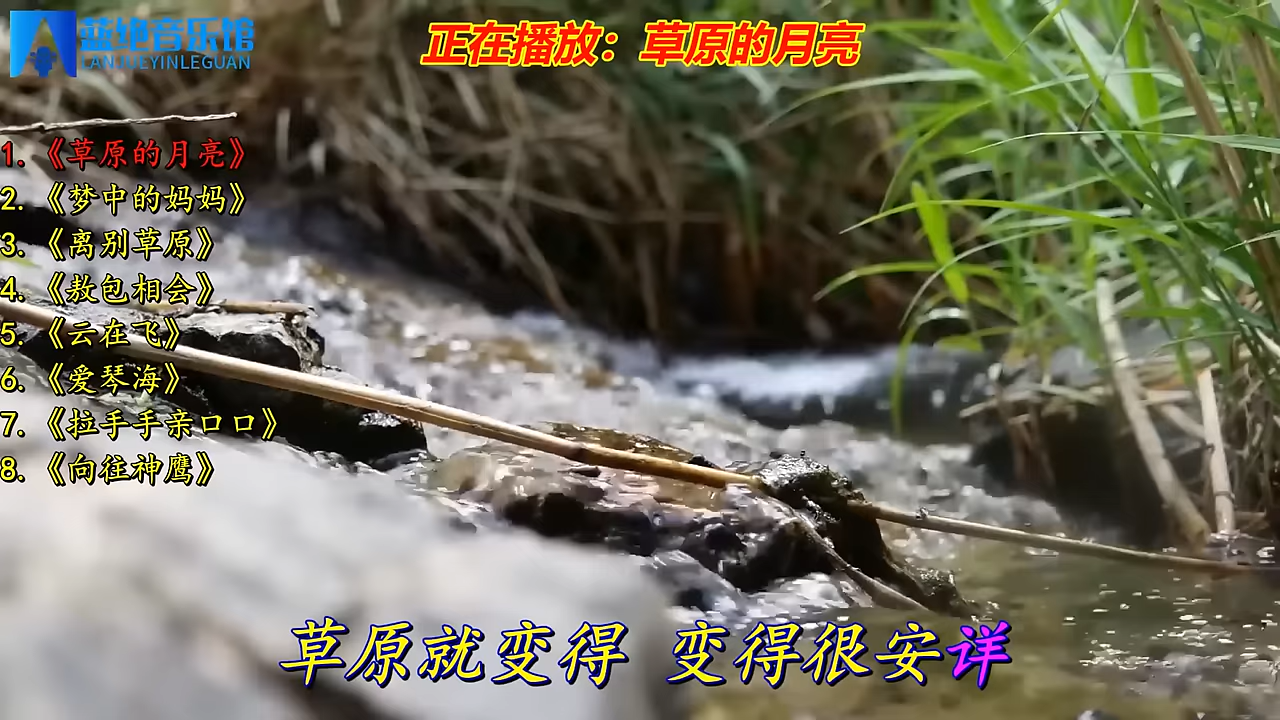 蓝绝音乐馆
LANJUEYINLEGUAN
正在播放：草原的月亮
1.《草原的月亮》
2.《梦中的妈妈》
3.《离别草原》
4.《敖包相会》
5.《云在飞》
6.《爱琴海》
7.《拉手手亲口口》
8.《向往神鹰》
草原就变得 变得很安详